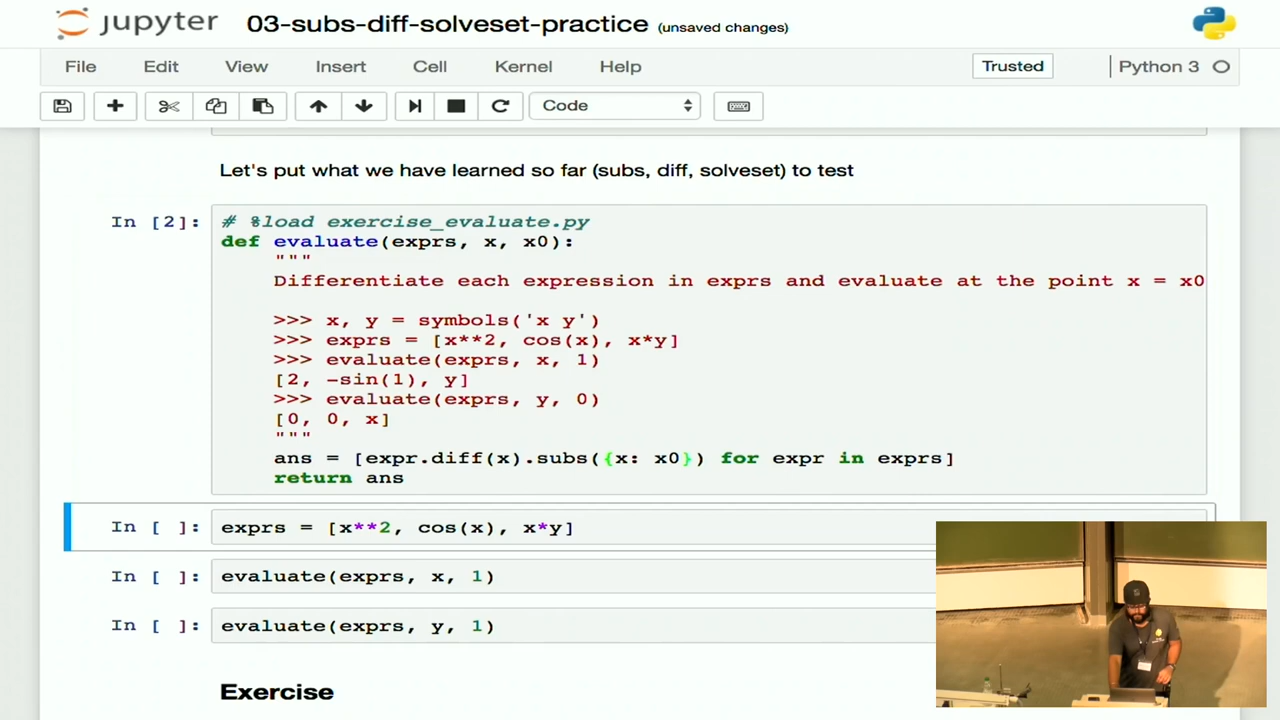 jupyter 03-subs-diff-solveset-practice (unsaved changes)
File Edit View Insert Cell Kernel Help Trusted Python 3
Code
Let's put what we have learned so far (subs, diff, solveset) to test
In [2]: # %load exercise_evaluate.py
def evaluate(exprs, x, x0):
"""
Differentiate each expression in exprs and evaluate at the point x = x0
>>> x, y = symbols('x y')
>>> exprs = [x**2, cos(x), x*y]
>>> evaluate(exprs, x, 1)
[2, -sin(1), y]
>>> evaluate(exprs, y, 0)
[0, 0, x]
"""
ans = [expr.diff(x).subs({x: x0}) for expr in exprs]
return ans
In [ ]: exprs = [x**2, cos(x), x*y]
In [ ]: evaluate(exprs, x, 1)
In [ ]: evaluate(exprs, y, 1)
Exercise